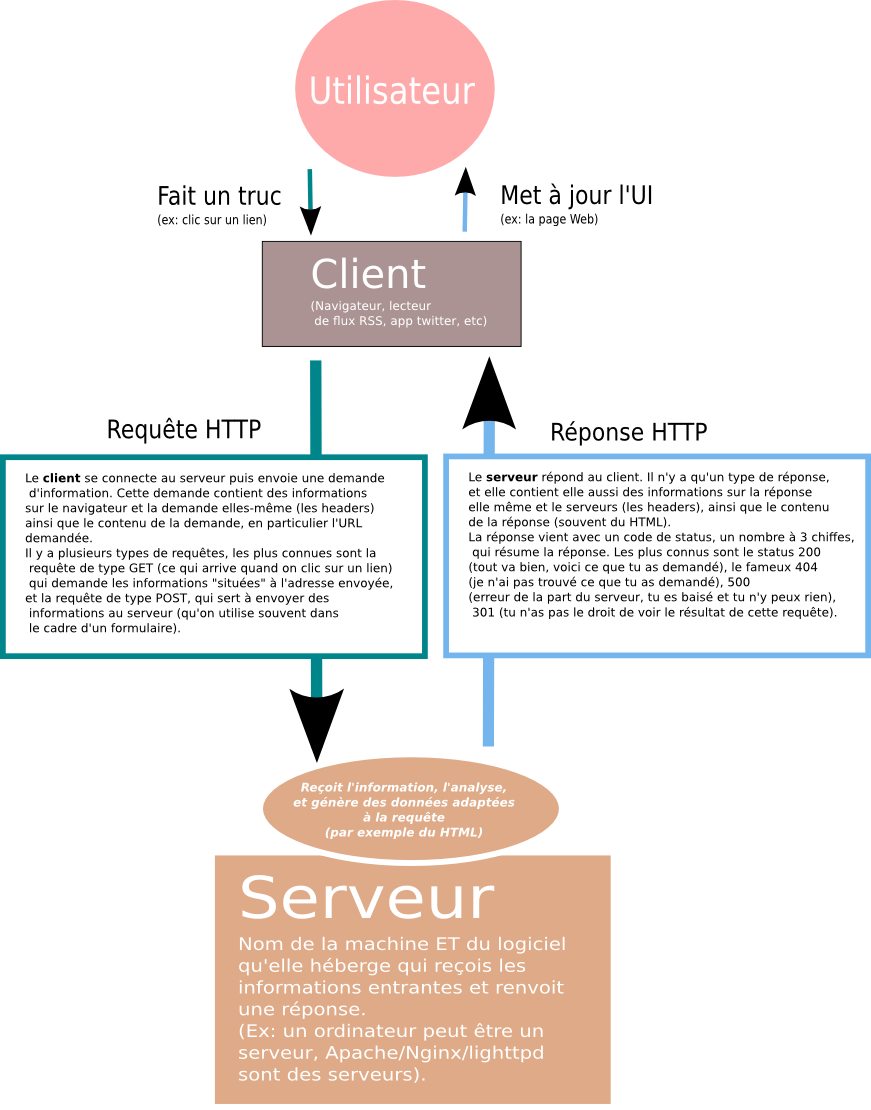 Utilisateur
Fait un truc
(ex: clic sur un lien)
Met à jour l'UI
(ex: la page Web)
Client
(Navigateur, lecteur
de flux RSS, app twitter, etc)
Requête HTTP
Le client se connecte au serveur puis envoie une demande
d'information. Cette demande contient des informations
sur le navigateur et la demande elles-même (les headers)
ainsi que le contenu de la demande, en particulier l'URL
demandée.
Il y a plusieurs types de requêtes, les plus connues sont la
requête de type GET (ce qui arrive quand on clic sur un lien)
qui demande les informations "situées" à l'adresse envoyée,
et la requête de type POST, qui sert à envoyer des
informations au serveur (qu'on utilise souvent dans
le cadre d'un formulaire).
Réponse HTTP
Le serveur répond au client. Il n'y a qu'un type de réponse,
et elle contient elle aussi des informations sur la réponse
elle même et le serveurs (les headers), ainsi que le contenu
de la réponse (souvent du HTML).
La réponse vient avec un code de status, un nombre à 3 chiffes,
qui résume la réponse. Les plus connus sont le status 200
(tout va bien, voici ce que tu as demandé), le fameux 404
(je n'ai pas trouvé ce que tu as demandé), 500
(erreur de la part du serveur, tu es baisé et tu n'y peux rien),
301 (tu n'as pas le droit de voir le résultat de cette requête).
Reçoit l'information, l'analyse,
et génère des données adaptées
à la requête
(par exemple du HTML)
Serveur
Nom de la machine ET du logiciel
qu'elle héberge qui reçois les
informations entrantes et renvoit
une réponse.
(Ex: un ordinateur peut être un
serveur, Apache/Nginx/lighttpd
sont des serveurs).